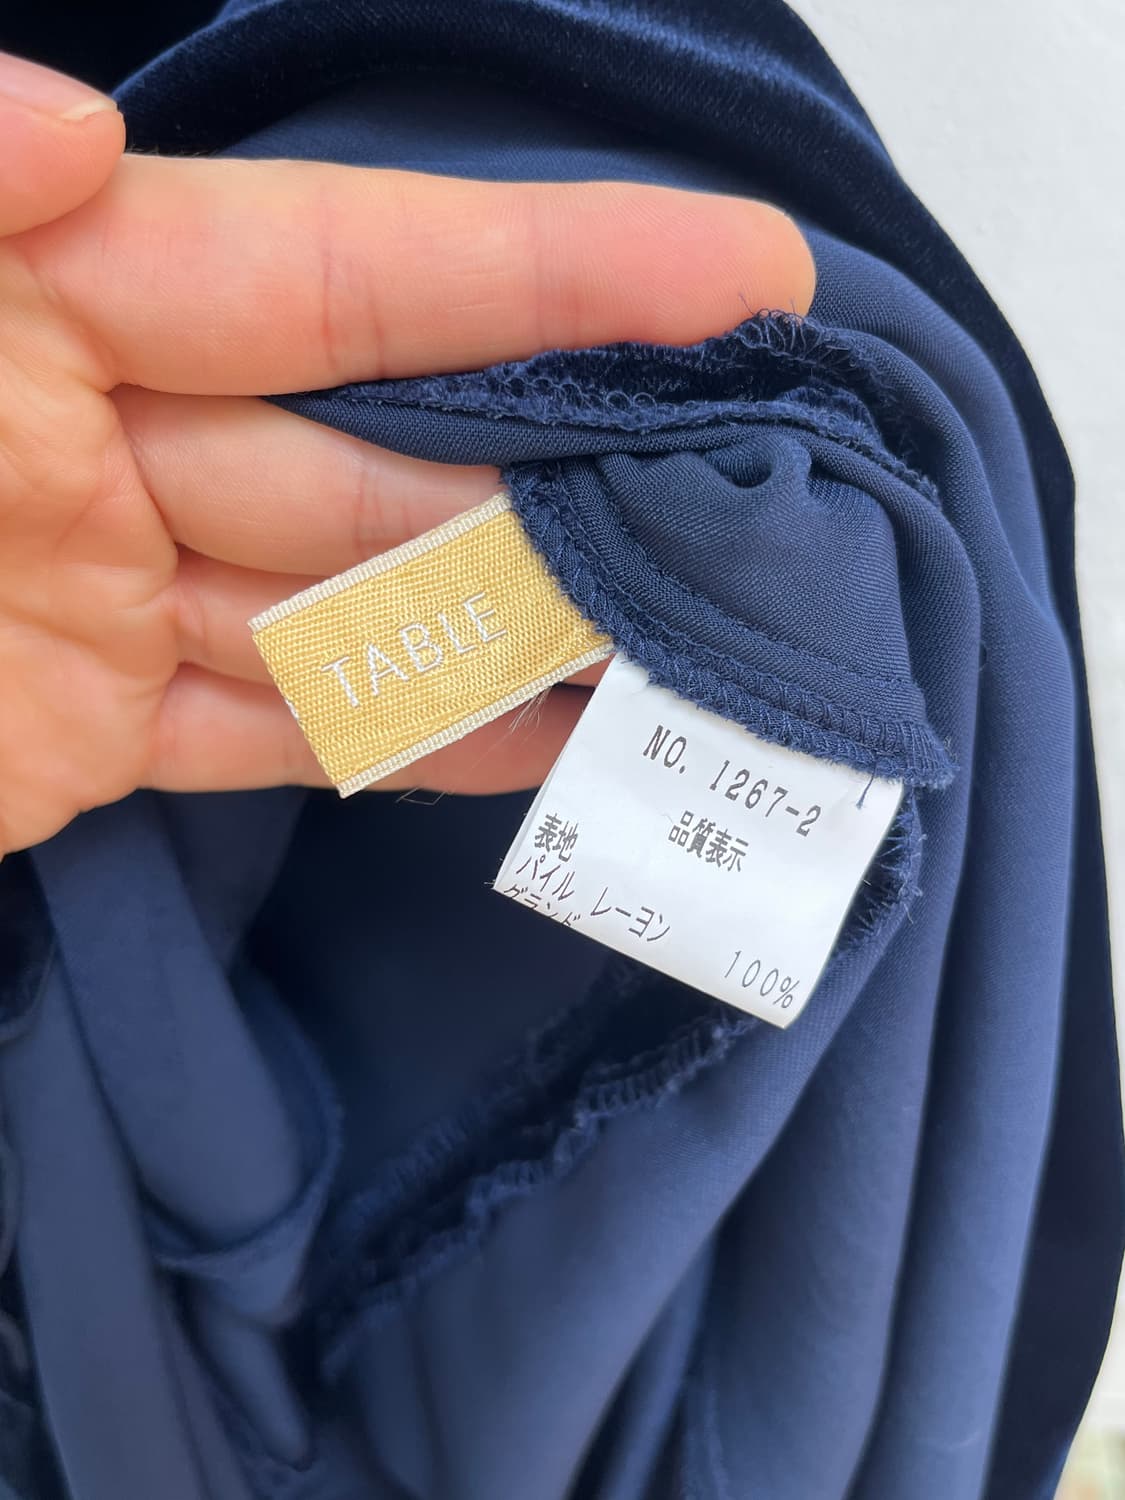 TABLE
NO. 1267-2
品質表示
表地
パイル レーヨン
100%
グランド